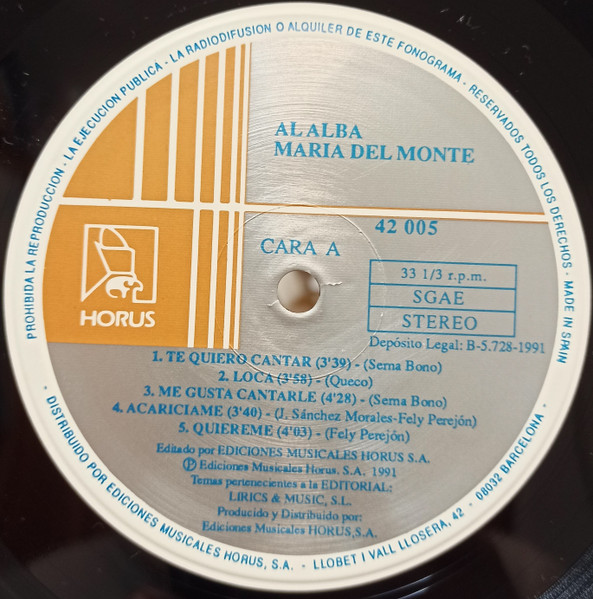 PROHIBIDA LA REPRODUCCION - LA EJECUCION PUBLICA - LA RADIODIFUSION O ALQUILER DE ESTE FONOGRAMA - RESERVADOS TODOS LOS DERECHOS - MADE IN SPAIN
AL ALBA
MARIA DEL MONTE
42 005
CARA A
HORUS
33 1/3 r.p.m.
SGAE
STEREO
Depósito Legal: B-5.728-1991
1. TE QUIERO CANTAR (3'39) - (Sema Bono)
2. LOCA (3'58) - (Queco)
3. ME GUSTA CANTARLE (4'28) - (Sema Bono)
4. ACARICIAME (3'40) - (J. Sánchez Morales-Fely Perejón)
5. QUIEREME (4'03) - (Fely Perejón)
Editado por EDICIONES MUSICALES HORUS S.A.
Ⓟ Ediciones Musicales Horus. S.A. 1991
Temas pertenecientes a la EDITORIAL:
LIRICS & MUSIC, S.L.
Producido y Distribuido por:
Ediciones Musicales HORUS,S.A.
· DISTRIBUIDO POR EDICIONES MUSICALES HORUS, S.A. - LLOBET I VALL LLOSERA, 42 - 08032 BARCELONA ·